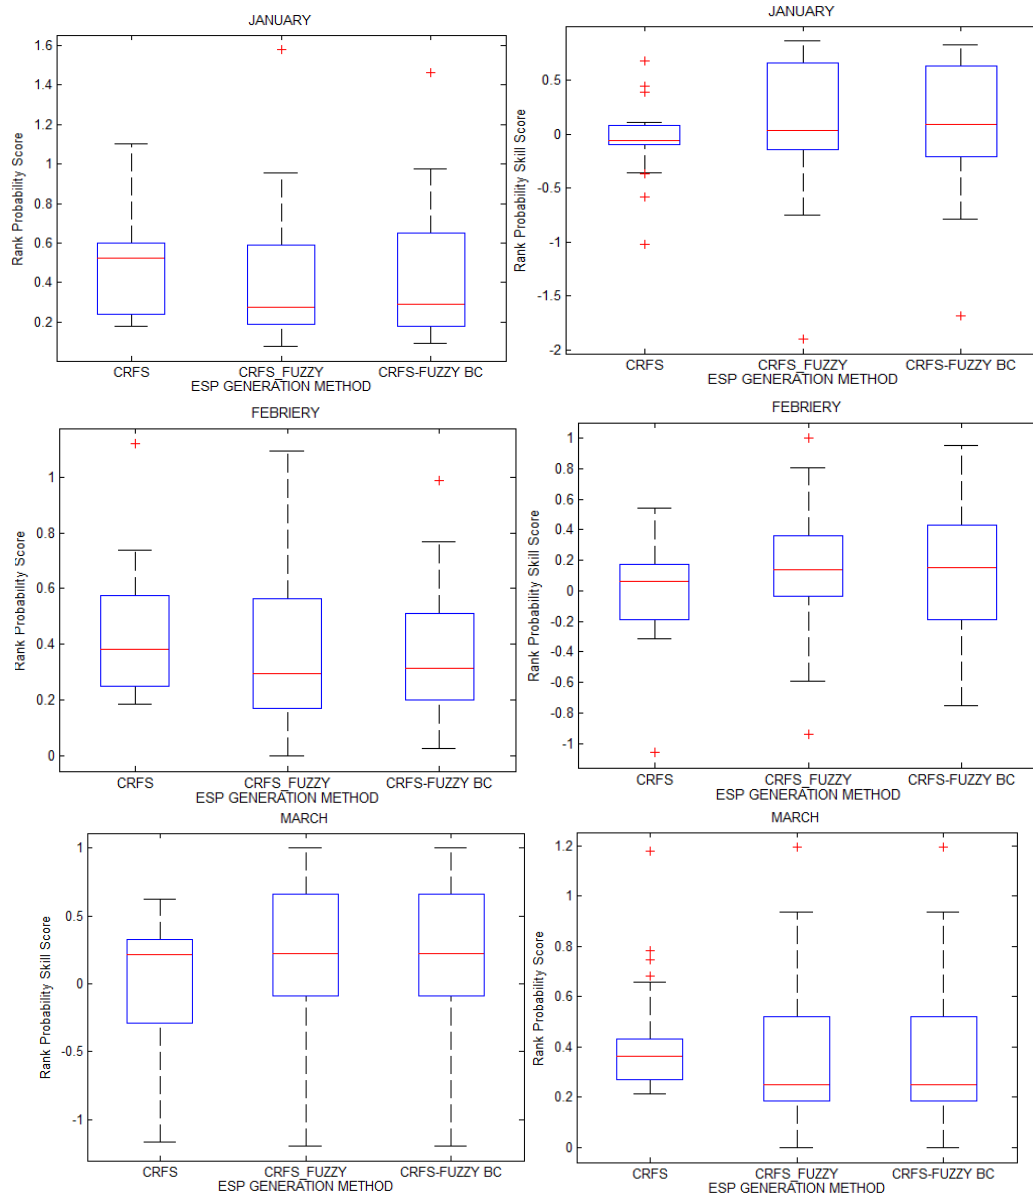 JANUARY
Rank Probability Score
1.6
1.4
1.2
1
0.8
0.6
0.4
0.2
CRFS CRFS_FUZZY CRFS-FUZZY BC
ESP GENERATION METHOD
JANUARY
Rank Probability Skill Score
0.5
0
-0.5
-1
-1.5
-2
CRFS CRFS_FUZZY CRFS-FUZZY BC
ESP GENERATION METHOD
FEBRIERY
Rank Probability Score
1
0.8
0.6
0.4
0.2
0
CRFS CRFS_FUZZY CRFS-FUZZY BC
ESP GENERATION METHOD
FEBRIERY
Rank Probability Skill Score
1
0.8
0.6
0.4
0.2
0
-0.2
-0.4
-0.6
-0.8
-1
CRFS CRFS_FUZZY CRFS-FUZZY BC
ESP GENERATION METHOD
MARCH
Rank Probability Skill Score
1
0.5
0
-0.5
-1
CRFS CRFS_FUZZY CRFS-FUZZY BC
ESP GENERATION METHOD
MARCH
Rank Probability Skill Score
1.2
1
0.8
0.6
0.4
0.2
0
CRFS CRFS_FUZZY CRFS-FUZZY BC
ESP GENERATION METHOD